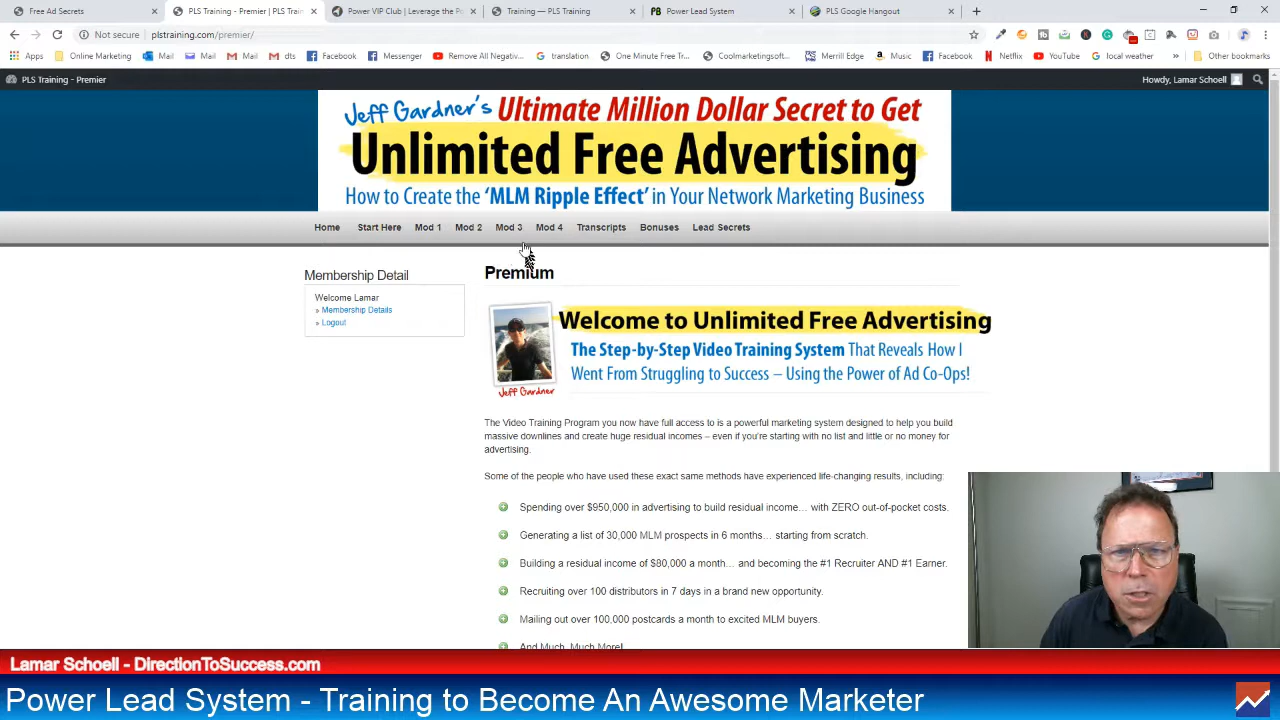 Free Ad Secrets
PLS Training - Premier | PLS Train
Power VIP Club | Leverage the Po
Training — PLS Training
Power Lead System
PLS Google Hangout
Not secure | plstraining.com/premier/
Apps
Online Marketing
Mail
Mail
Mail
dts
Facebook
Messenger
Remove All Negativ...
translation
One Minute Free Tr...
Coolmarketingsoft...
Merrill Edge
Music
Facebook
Netflix
YouTube
local weather
Other bookmarks
PLS Training - Premier
Howdy, Lamar Schoell
Jeff Gardner's Ultimate Million Dollar Secret to Get
Unlimited Free Advertising
How to Create the 'MLM Ripple Effect' in Your Network Marketing Business
Home Start Here Mod 1 Mod 2 Mod 3 Mod 4 Transcripts Bonuses Lead Secrets
Membership Detail
Welcome Lamar
» Membership Details
» Logout
Premium
Welcome to Unlimited Free Advertising
The Step-by-Step Video Training System That Reveals How I
Went From Struggling to Success – Using the Power of Ad Co-Ops!
Jeff Gardner
The Video Training Program you now have full access to is a powerful marketing system designed to help you build
massive downlines and create huge residual incomes – even if you're starting with no list and little or no money for
advertising.
Some of the people who have used these exact same methods have experienced life-changing results, including:
Spending over $950,000 in advertising to build residual income… with ZERO out-of-pocket costs.
Generating a list of 30,000 MLM prospects in 6 months… starting from scratch.
Building a residual income of $80,000 a month… and becoming the #1 Recruiter AND #1 Earner.
Recruiting over 100 distributors in 7 days in a brand new opportunity.
Mailing out over 100,000 postcards a month to excited MLM buyers.
And Much, Much More!
Lamar Schoell - DirectionToSuccess.com
Power Lead System - Training to Become An Awesome Marketer